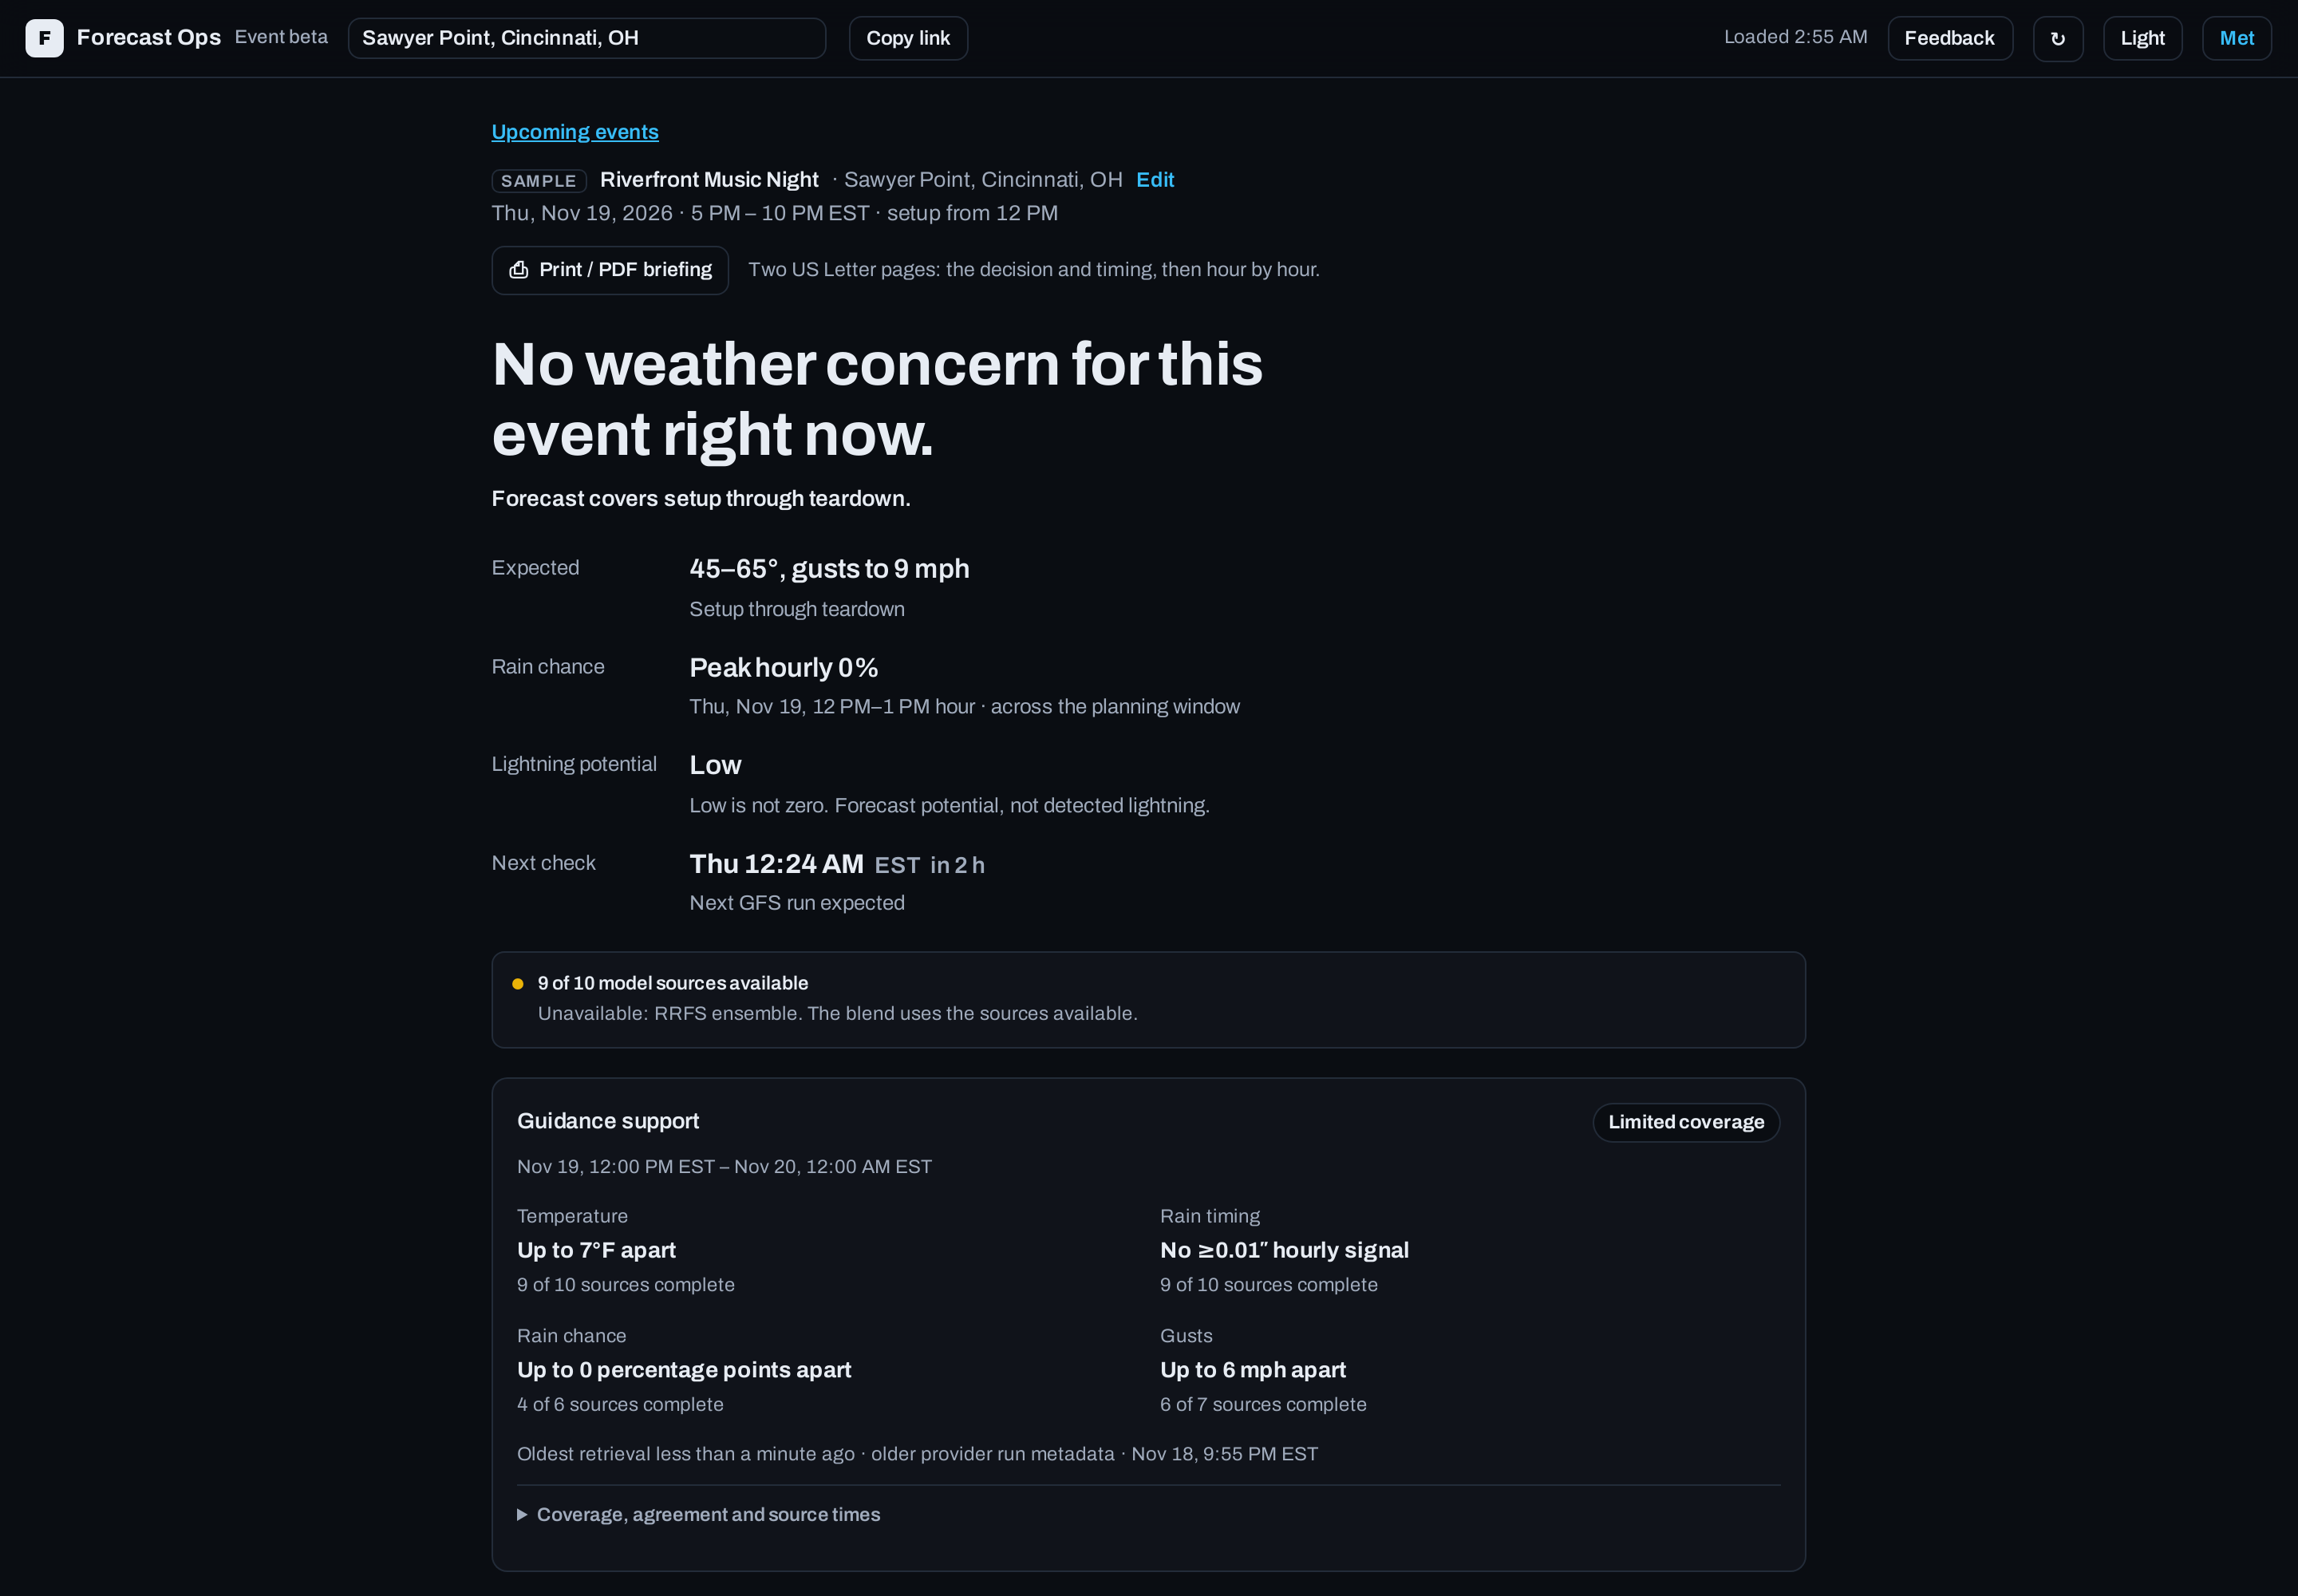 F Forecast Ops Event beta Sawyer Point, Cincinnati, OH Copy link Loaded 2:55 AM Feedback ↻ Light Met
Upcoming events
SAMPLE Riverfront Music Night · Sawyer Point, Cincinnati, OH Edit
Thu, Nov 19, 2026 · 5 PM – 10 PM EST · setup from 12 PM
Print / PDF briefing Two US Letter pages: the decision and timing, then hour by hour.
No weather concern for this
event right now.
Forecast covers setup through teardown.
Expected 45–65°, gusts to 9 mph
Setup through teardown
Rain chance Peak hourly 0%
Thu, Nov 19, 12 PM–1 PM hour · across the planning window
Lightning potential Low
Low is not zero. Forecast potential, not detected lightning.
Next check Thu 12:24 AM EST in 2 h
Next GFS run expected
9 of 10 model sources available
Unavailable: RRFS ensemble. The blend uses the sources available.
Guidance support Limited coverage
Nov 19, 12:00 PM EST – Nov 20, 12:00 AM EST
Temperature
Up to 7°F apart
9 of 10 sources complete
Rain timing
No ≥0.01″ hourly signal
9 of 10 sources complete
Rain chance
Up to 0 percentage points apart
4 of 6 sources complete
Gusts
Up to 6 mph apart
6 of 7 sources complete
Oldest retrieval less than a minute ago · older provider run metadata · Nov 18, 9:55 PM EST
▶ Coverage, agreement and source times